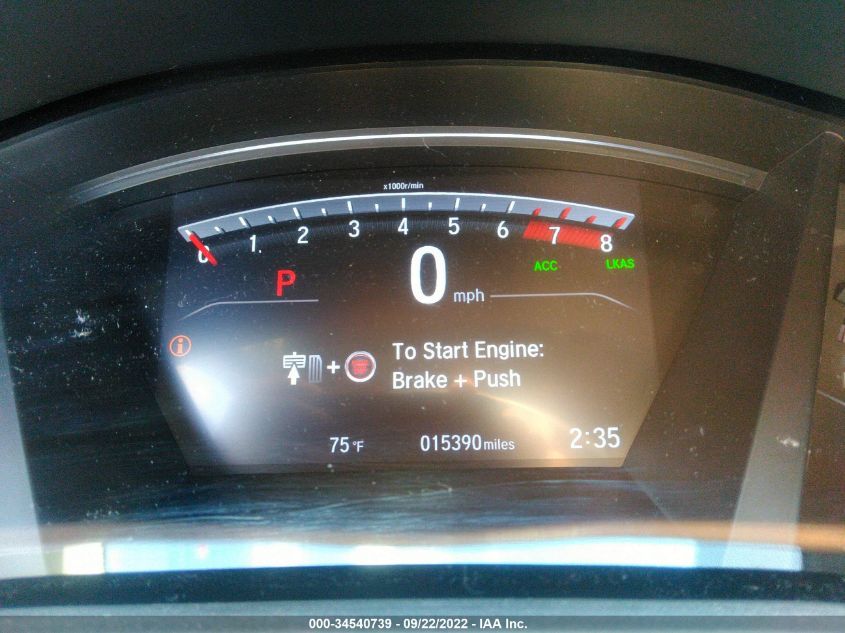 x1000r/min
0 1 2 3 4 5 6 7 8
P 0 mph ACC LKAS
i
To Start Engine:
Brake + Push
75°F 015390 miles 2:35
000-34540739 - 09/22/2022 - IAA Inc.